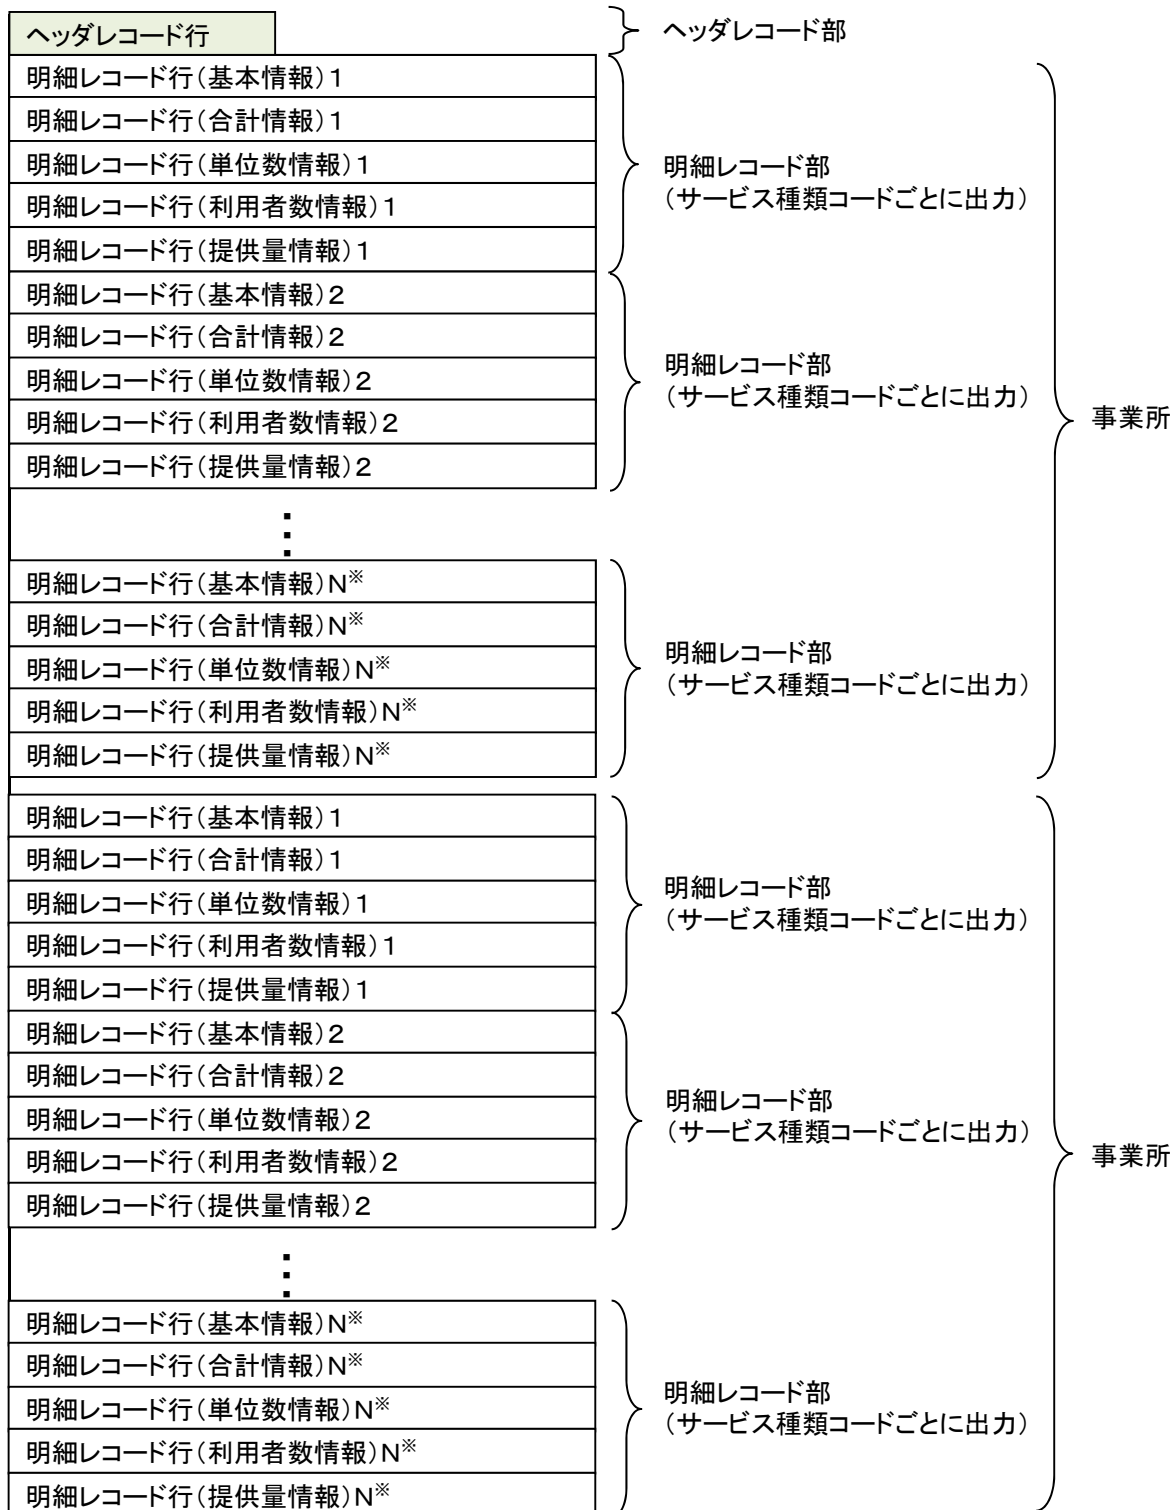 ヘッダレコード行
ヘッダレコード部
明細レコード行(基本情報)1
明細レコード行(合計情報)1
明細レコード行(単位数情報)1
明細レコード行(利用者数情報)1
明細レコード行(提供量情報)1
明細レコード部
(サービス種類コードごとに出力)
明細レコード行(基本情報)2
明細レコード行(合計情報)2
明細レコード行(単位数情報)2
明細レコード行(利用者数情報)2
明細レコード行(提供量情報)2
明細レコード部
(サービス種類コードごとに出力)
事業所
明細レコード行(基本情報)N※
明細レコード行(合計情報)N※
明細レコード行(単位数情報)N※
明細レコード行(利用者数情報)N※
明細レコード行(提供量情報)N※
明細レコード部
(サービス種類コードごとに出力)
明細レコード行(基本情報)1
明細レコード行(合計情報)1
明細レコード行(単位数情報)1
明細レコード行(利用者数情報)1
明細レコード行(提供量情報)1
明細レコード部
(サービス種類コードごとに出力)
明細レコード行(基本情報)2
明細レコード行(合計情報)2
明細レコード行(単位数情報)2
明細レコード行(利用者数情報)2
明細レコード行(提供量情報)2
明細レコード部
(サービス種類コードごとに出力)
事業所
明細レコード行(基本情報)N※
明細レコード行(合計情報)N※
明細レコード行(単位数情報)N※
明細レコード行(利用者数情報)N※
明細レコード行(提供量情報)N※
明細レコード部
(サービス種類コードごとに出力)